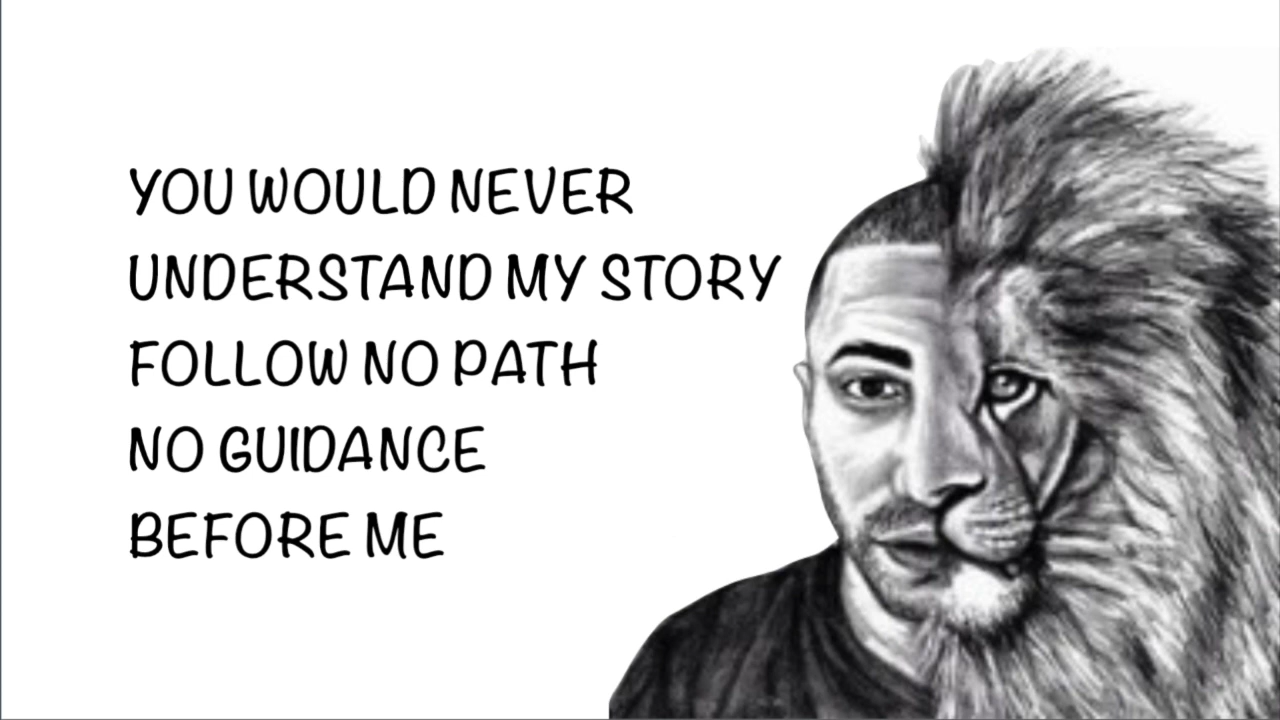 YOU WOULD NEVER
UNDERSTAND MY STORY
FOLLOW NO PATH
NO GUIDANCE
BEFORE ME